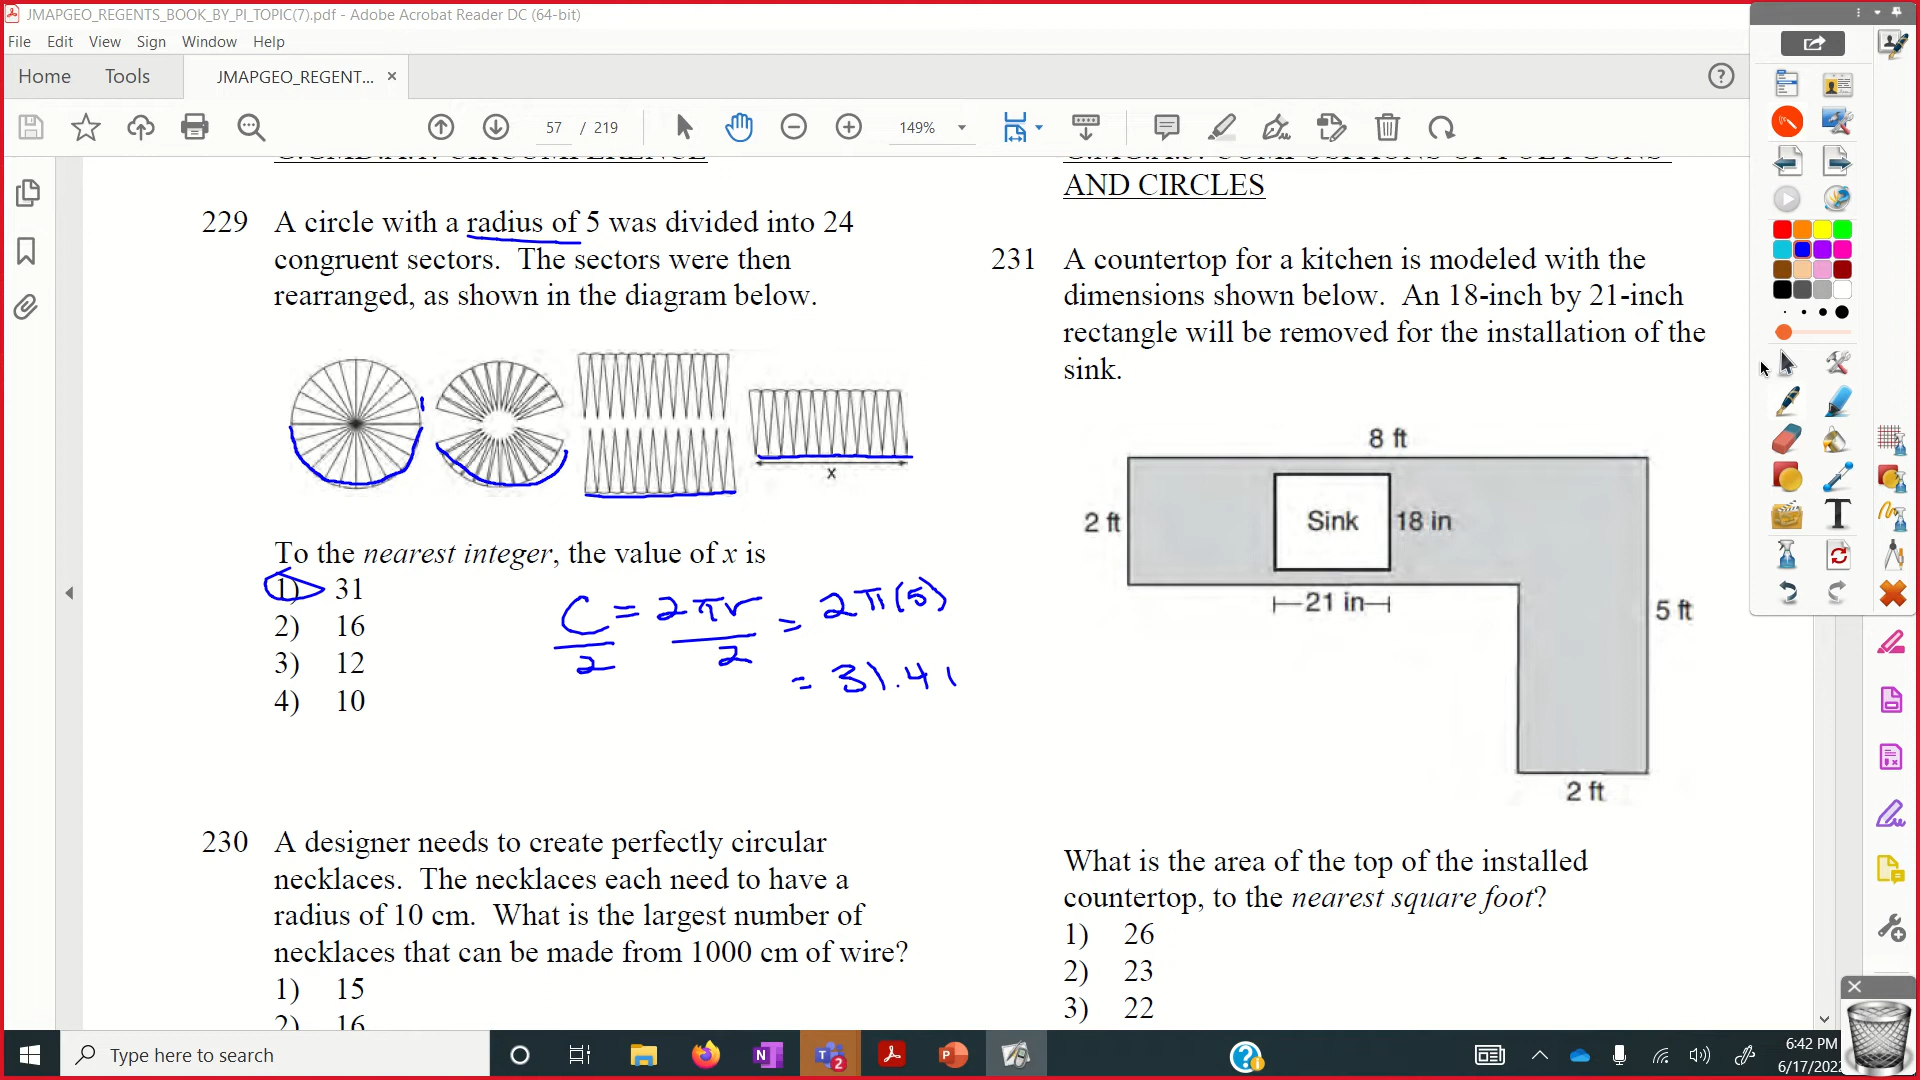 JMAPGEO_REGENTS_BOOK_BY_PI_TOPIC(7).pdf - Adobe Acrobat Reader DC (64-bit)
File Edit View Sign Window Help
Home Tools JMAPGEO_REGENT... ×
57 / 219 149%
AND CIRCLES
229 A circle with a radius of 5 was divided into 24
congruent sectors. The sectors were then
rearranged, as shown in the diagram below.
x
To the nearest integer, the value of x is
1) 31
2) 16
3) 12
4) 10
C/2 = 2πr/2 = 2π(5)
= 31.41
230 A designer needs to create perfectly circular
necklaces. The necklaces each need to have a
radius of 10 cm. What is the largest number of
necklaces that can be made from 1000 cm of wire?
1) 15
2) 16
231 A countertop for a kitchen is modeled with the
dimensions shown below. An 18-inch by 21-inch
rectangle will be removed for the installation of the
sink.
8 ft
2 ft
Sink
18 in
21 in
5 ft
2 ft
What is the area of the top of the installed
countertop, to the nearest square foot?
1) 26
2) 23
3) 22
Type here to search
6:42 PM